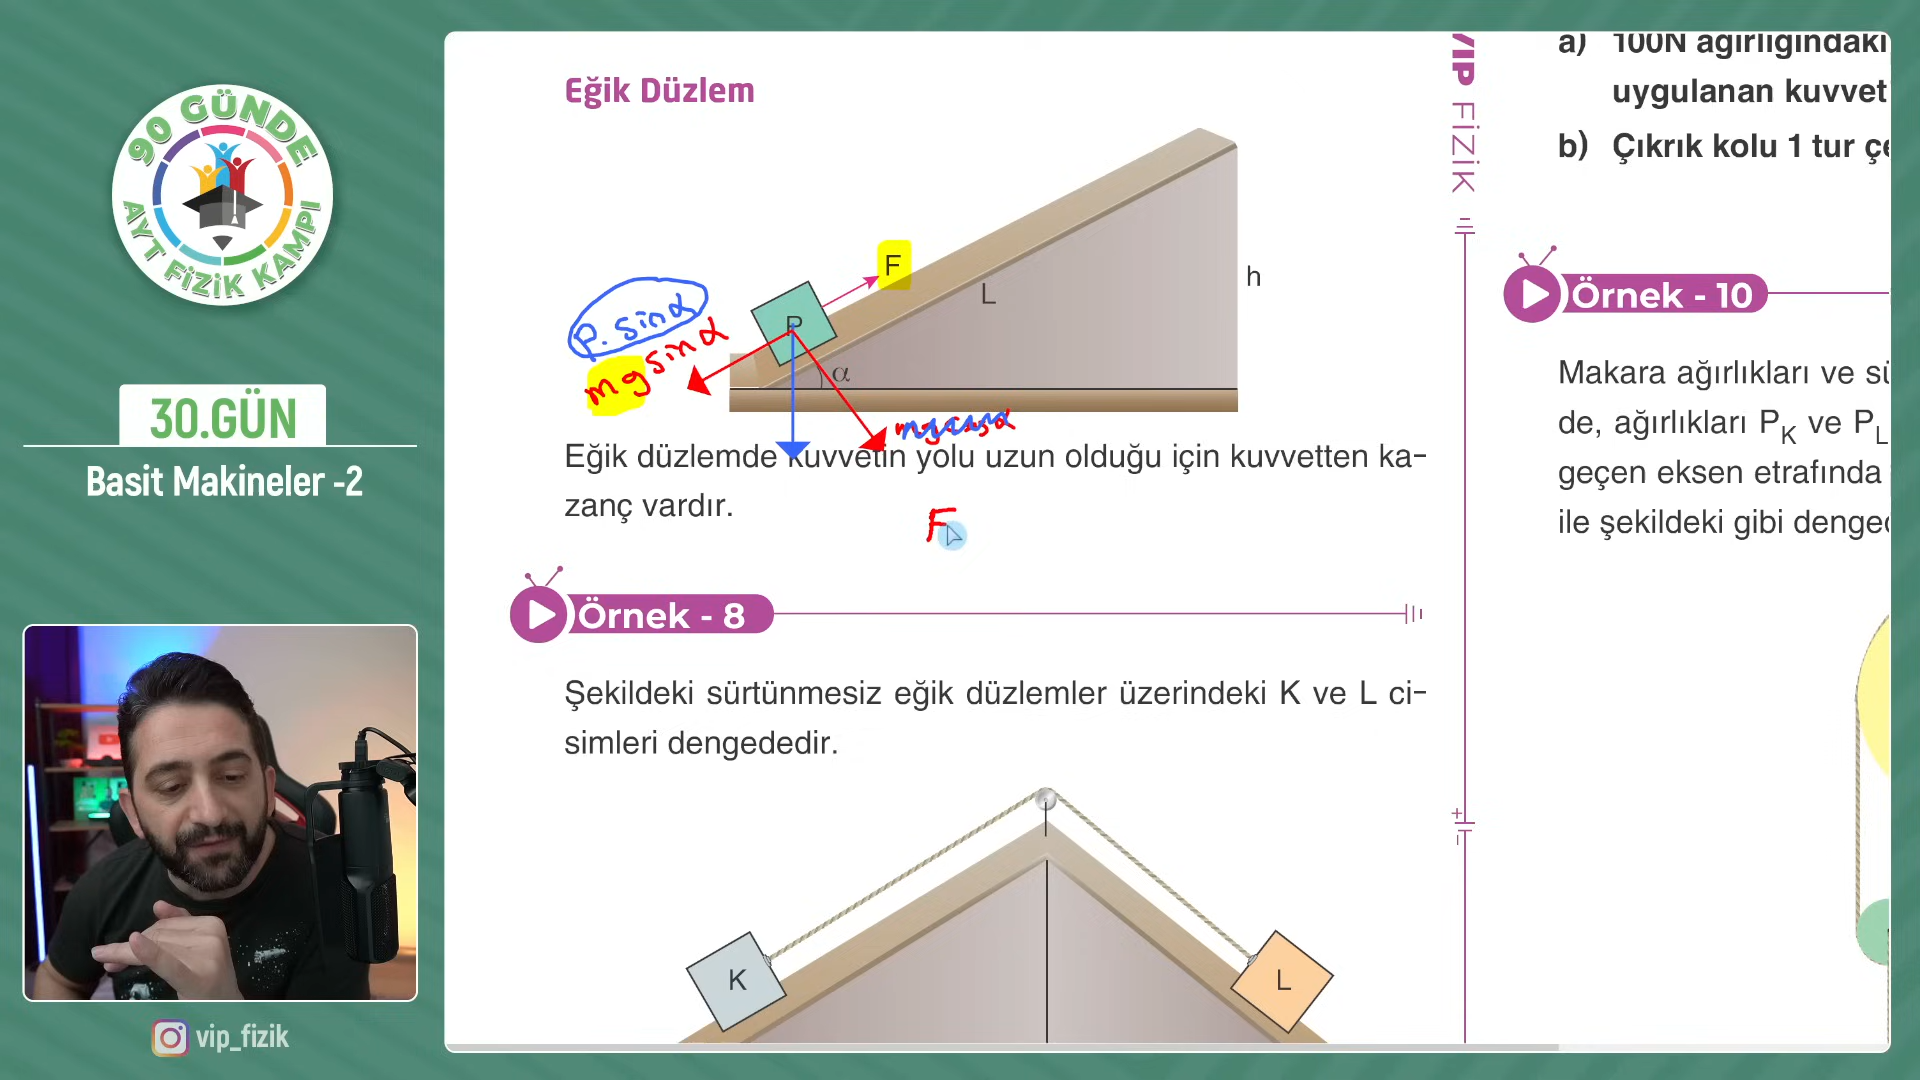 90 GÜNDE
AYT FİZİK KAMPI
30.GÜN
Basit Makineler -2
vip_fizik
Eğik Düzlem
F
L
h
P
α
P. sinα
mg sinα
Eğik düzlemde kuvvetin yolu uzun olduğu için kuvvetten ka-
zanç vardır.
F
Örnek - 8
Şekildeki sürtünmesiz eğik düzlemler üzerindeki K ve L ci-
simleri dengededir.
K
L
VIP FİZİK
a) 100N ağırlığındaki
uygulanan kuvvet
b) Çıkrık kolu 1 tur çe
Örnek - 10
Makara ağırlıkları ve sü
de, ağırlıkları PK ve PL
geçen eksen etrafında
ile şekildeki gibi denged